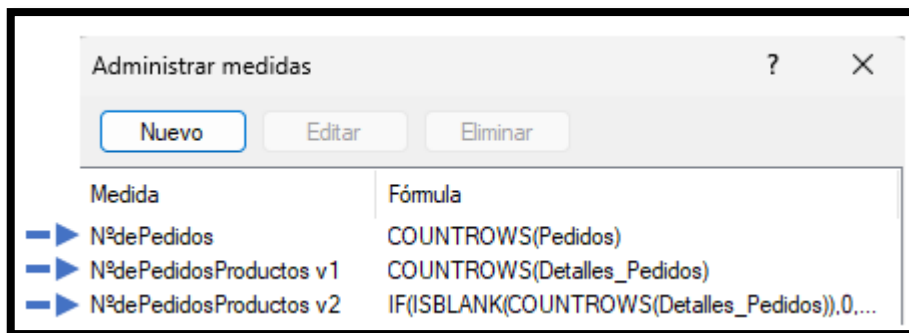 Administrar medidas ? ×
Nuevo Editar Eliminar
Medida Fórmula
NºdePedidos COUNTROWS(Pedidos)
NºdePedidosProductos v1 COUNTROWS(Detalles_Pedidos)
NºdePedidosProductos v2 IF(ISBLANK(COUNTROWS(Detalles_Pedidos)),0,...